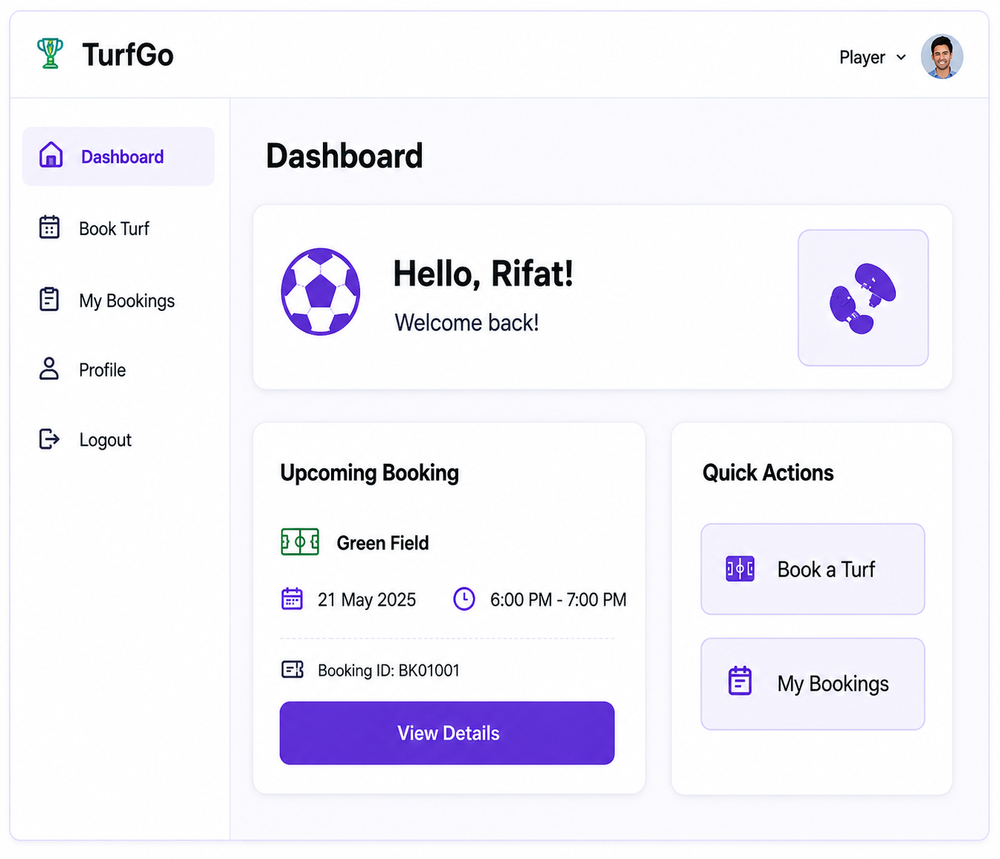 TurfGo
Player
Dashboard
Book Turf
My Bookings
Profile
Logout
Dashboard
Hello, Rifat!
Welcome back!
Upcoming Booking
Green Field
21 May 2025 6:00 PM - 7:00 PM
Booking ID: BK01001
View Details
Quick Actions
Book a Turf
My Bookings